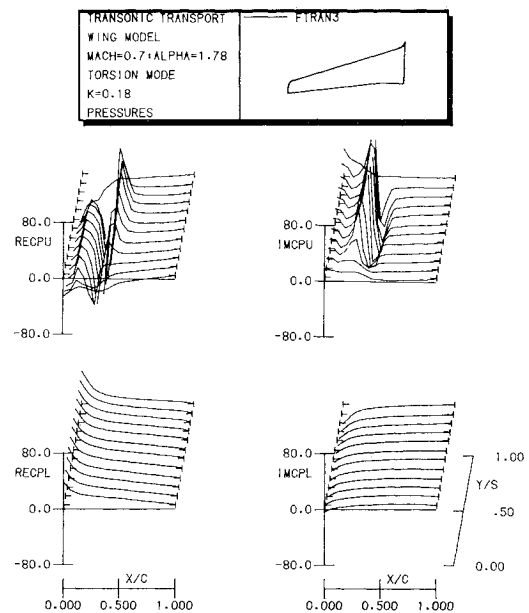 TRANSONIC TRANSPORT
WING MODEL
MACH=0.7;ALPHA=1.78
TORSION MODE
K=0.18
PRESSURES
FTRAN3
80.0
RECPU
0.0
-80.0
80.0
IMCPU
0.0
-80.0
80.0
RECPL
0.0
-80.0
X/C
0.000 0.500 1.000
80.0
IMCPL
0.0
-80.0
X/C
0.000 0.500 1.000
1.00
Y/S
.50
0.00